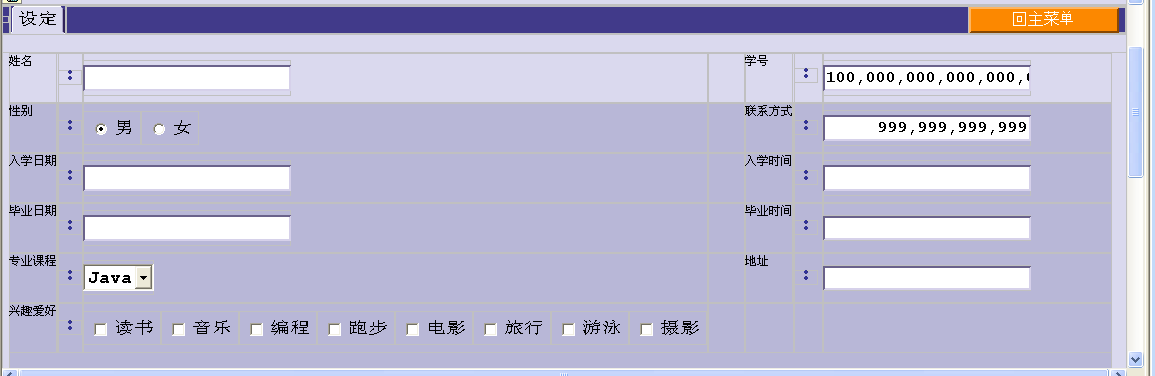 设定 回主菜单
姓名 : 学号 : 100,000,000,000,000,0
性别 : 男 女 联系方式 : 999,999,999,999
入学日期 : 入学时间 :
毕业日期 : 毕业时间 :
专业课程 : Java 地址 :
兴趣爱好 : 读书 音乐 编程 跑步 电影 旅行 游泳 摄影